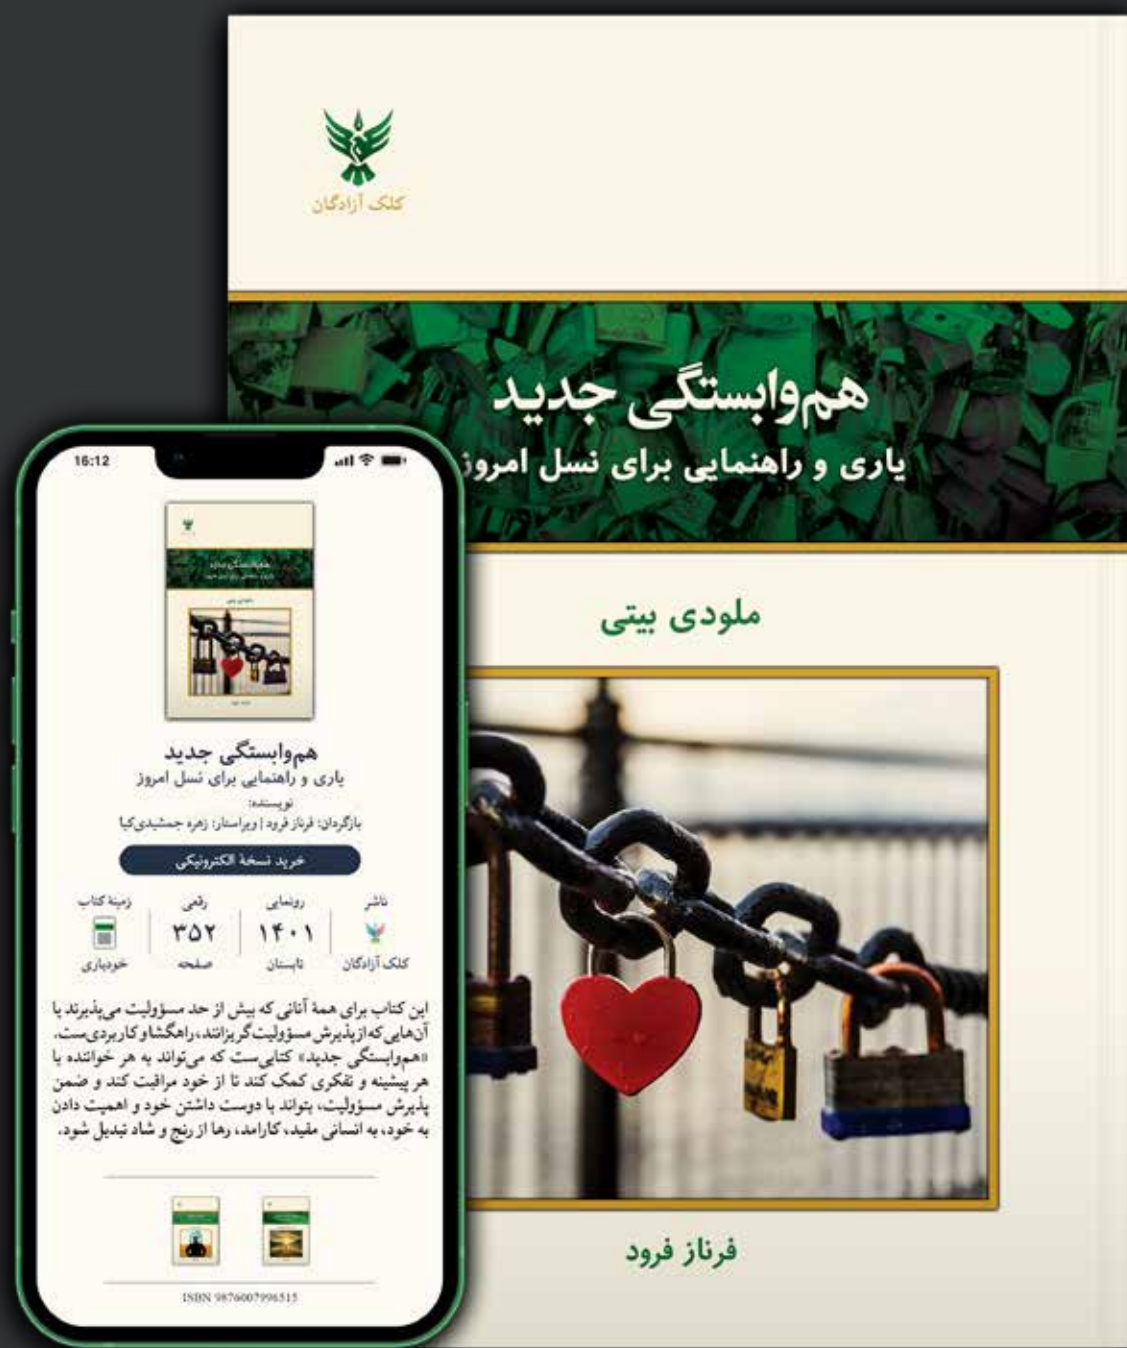 کلک آزادگان
هم‌وابستگی جدید
یاری و راهنمایی برای نسل امروز
ملودی بیتی
فرناز فرود
16:12
هم‌وابستگی جدید
یاری و راهنمایی برای نسل امروز
نویسنده:
بازگردان: فرناز فرود | ویراستار: زهره جمشیدی‌کیا
خرید نسخهٔ الکترونیکی
ناشر
رونمایی
رقعی
زمینهٔ کتاب
۱۴۰۱
۳۵۲
کلک آزادگان
تابستان
صفحه
خودیاری
این کتاب برای همهٔ آنانی که بیش از حد مسؤولیت می‌پذیرند یا
آن‌هایی که از پذیرش مسؤولیت گریزانند، راهگشا و کاربردی‌ست.
«هم‌وابستگی جدید» کتابی‌ست که می‌تواند به هر خواننده با
هر پیشینه و تفکری کمک کند تا از خود مراقبت کند و ضمن
پذیرش مسؤولیت، بتواند با دوست داشتن خود و اهمیت دادن
به خود، به انسانی مفید، کارامد، رها از رنج و شاد تبدیل شود.
ISBN 9876007996515